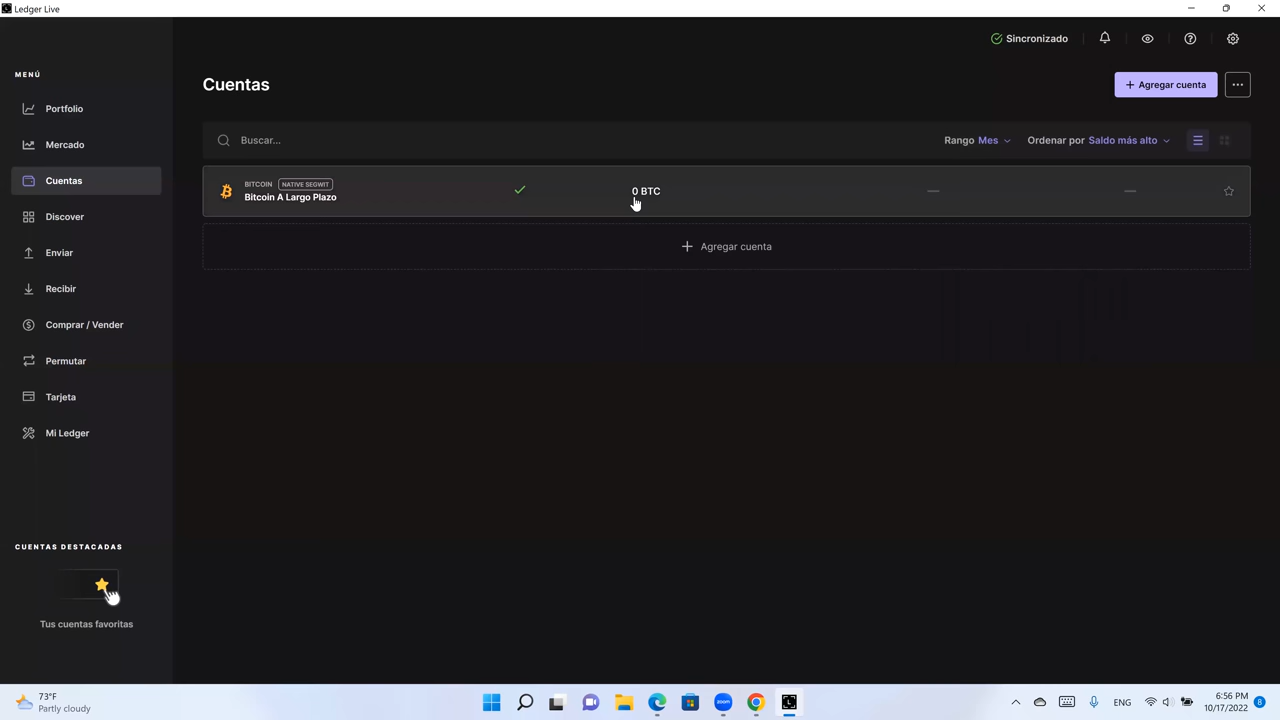 Ledger Live
Sincronizado
MENÚ
Portfolio
Mercado
Cuentas
Discover
Enviar
Recibir
Comprar / Vender
Permutar
Tarjeta
Mi Ledger
CUENTAS DESTACADAS
Tus cuentas favoritas
Cuentas
Agregar cuenta
Buscar...
Rango Mes
Ordenar por Saldo más alto
BITCOIN NATIVE SEGWIT
Bitcoin A Largo Plazo
0 BTC
Agregar cuenta
73°F
Partly cloudy
zoom
ENG
6:56 PM
10/17/2022
8